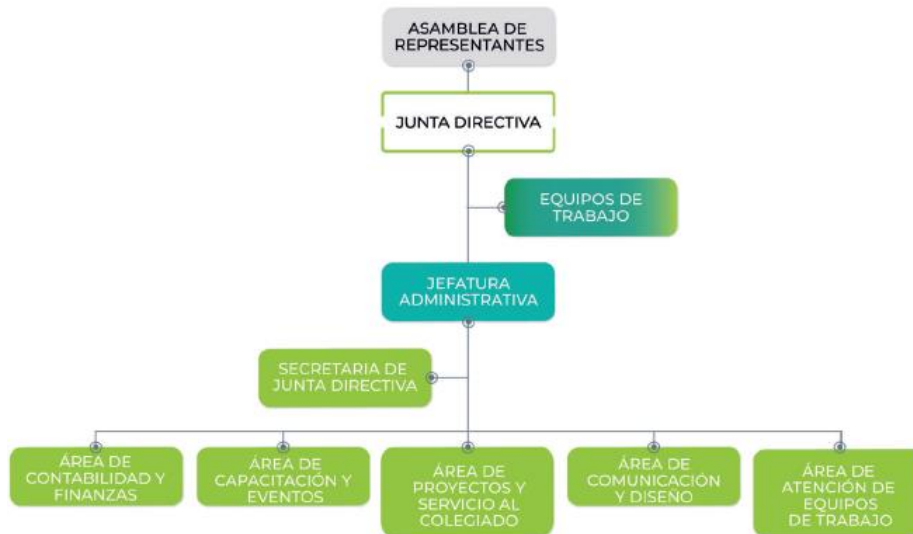 ASAMBLEA DE
REPRESENTANTES
JUNTA DIRECTIVA
EQUIPOS DE
TRABAJO
JEFATURA
ADMINISTRATIVA
SECRETARIA DE
JUNTA DIRECTIVA
ÁREA DE
CONTABILIDAD Y
FINANZAS
ÁREA DE
CAPACITACIÓN Y
EVENTOS
ÁREA DE
PROYECTOS Y
SERVICIO AL
COLEGIADO
ÁREA DE
COMUNICACIÓN
Y DISEÑO
ÁREA DE
ATENCIÓN DE
EQUIPOS
DE TRABAJO